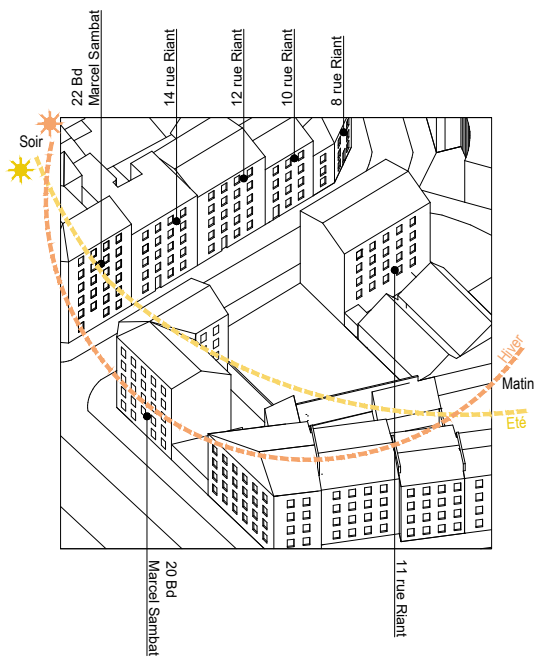 22 Bd
Marcel Sambat
14 rue Riant
12 rue Riant
10 rue Riant
8 rue Riant
Soir
Hiver
Matin
Eté
20 Bd
Marcel Sambat
11 rue Riant